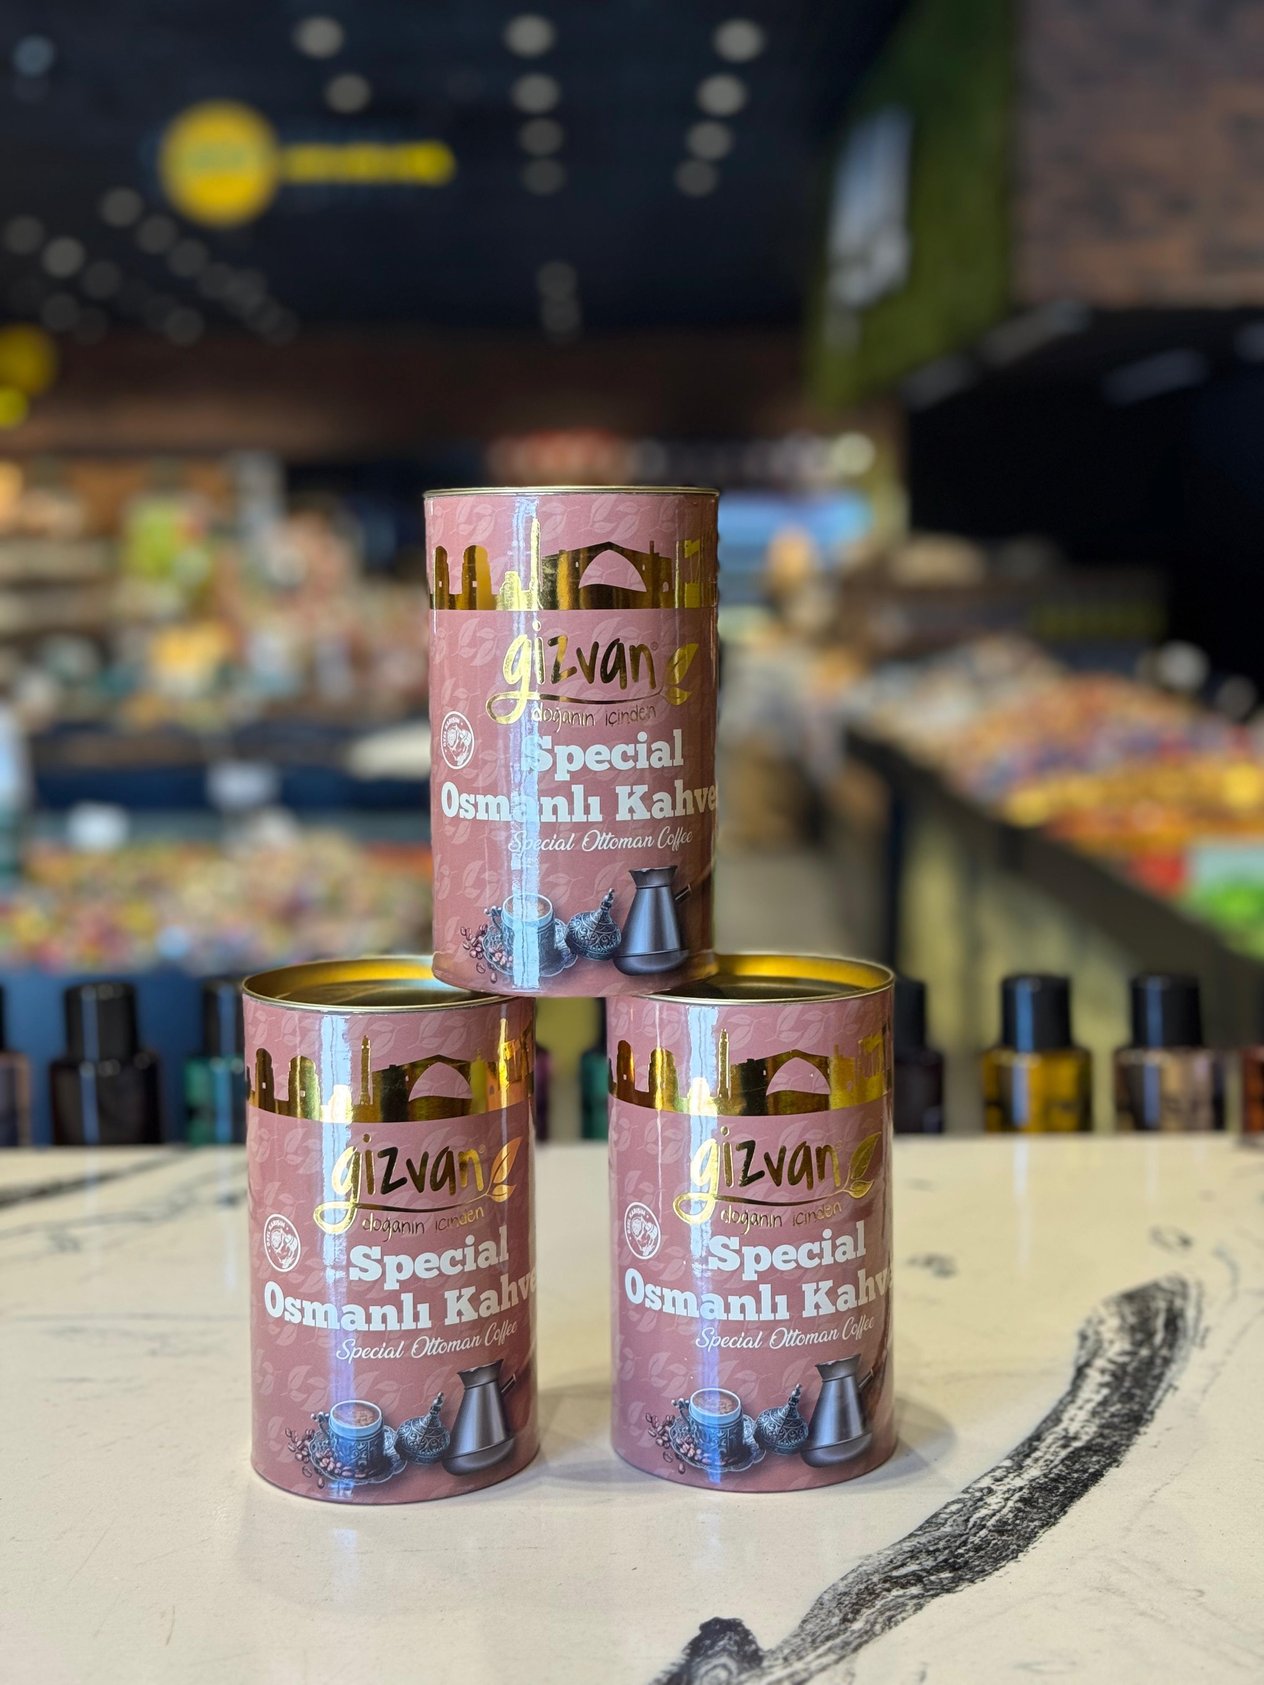 gizvan
doğanın içinden
Special
Osmanlı Kahve
Special Ottoman Coffee
gizvan
doğanın içinden
Special
Osmanlı Kahve
Special Ottoman Coffee
gizvan
doğanın içinden
Special
Osmanlı Kahve
Special Ottoman Coffee